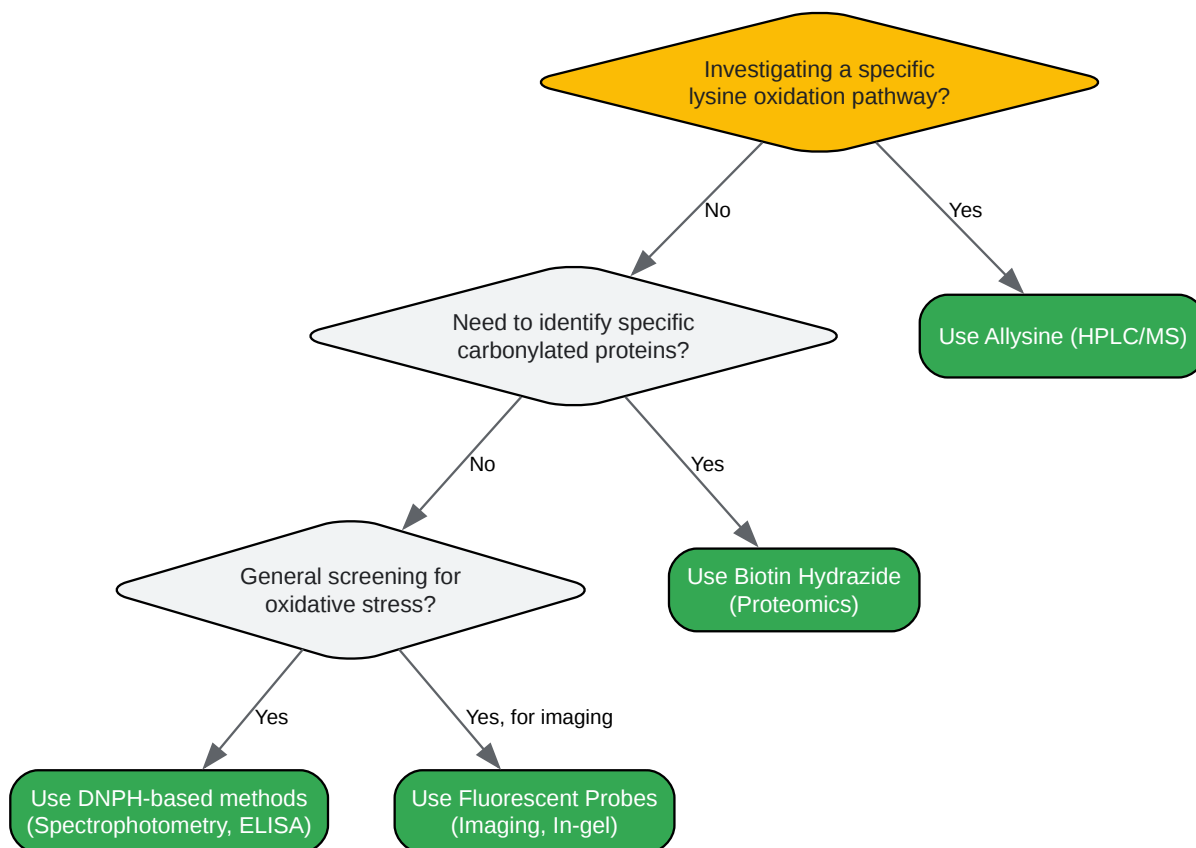 Investigating a specific
lysine oxidation pathway?
No
Yes
Need to identify specific
carbonylated proteins?
Use Allysine (HPLC/MS)
No
Yes
General screening for
oxidative stress?
Use Biotin Hydrazide
(Proteomics)
Yes
Yes, for imaging
Use DNPH-based methods
(Spectrophotometry, ELISA)
Use Fluorescent Probes
(Imaging, In-gel)